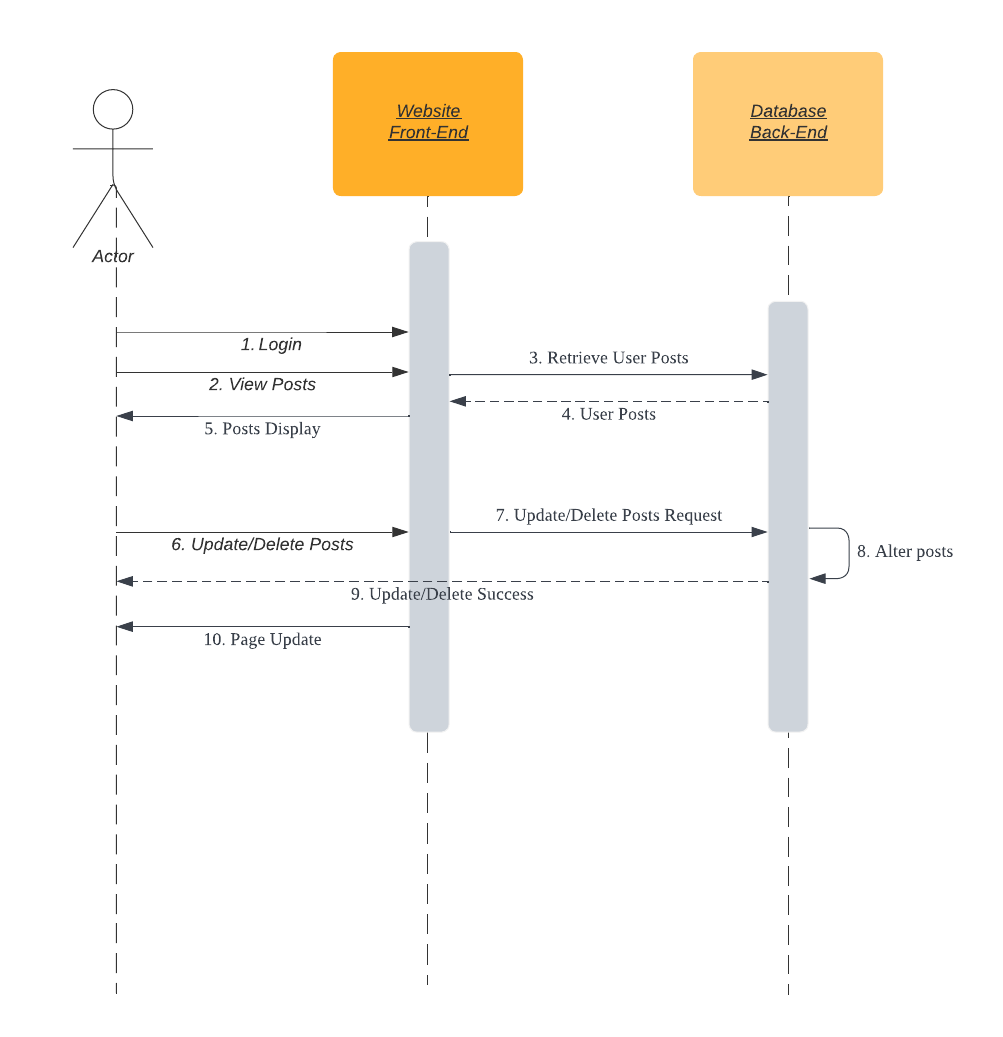 Website
Front-End
Database
Back-End
Actor
1. Login
2. View Posts
3. Retrieve User Posts
4. User Posts
5. Posts Display
6. Update/Delete Posts
7. Update/Delete Posts Request
8. Alter posts
9. Update/Delete Success
10. Page Update